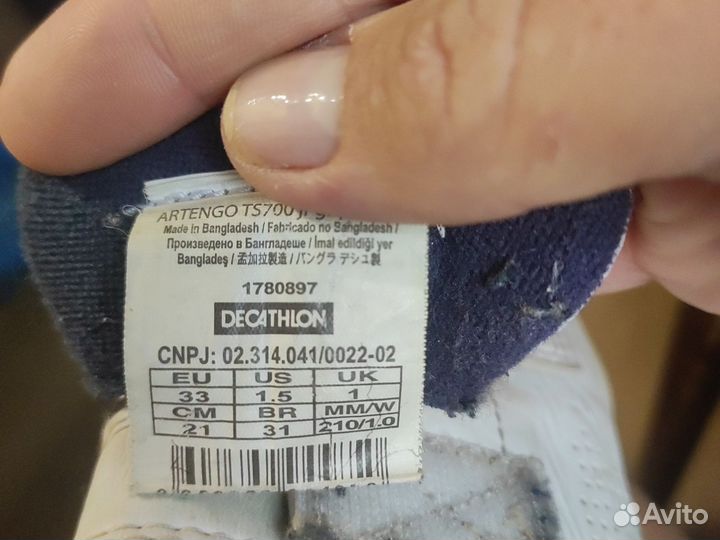 ARTENGO TS700 jr
Made in Bangladesh / Fabricado no Bangladesh /
Произведено в Бангладеше / İmal edildiği yer
Bangladeş / 孟加拉製造 / バングラ デシュ製
1780897
DECATHLON
CNPJ: 02.314.041/0022-02
EU US UK
33 1.5 1
CM BR MM/W
21 31 210/1.0
Avito